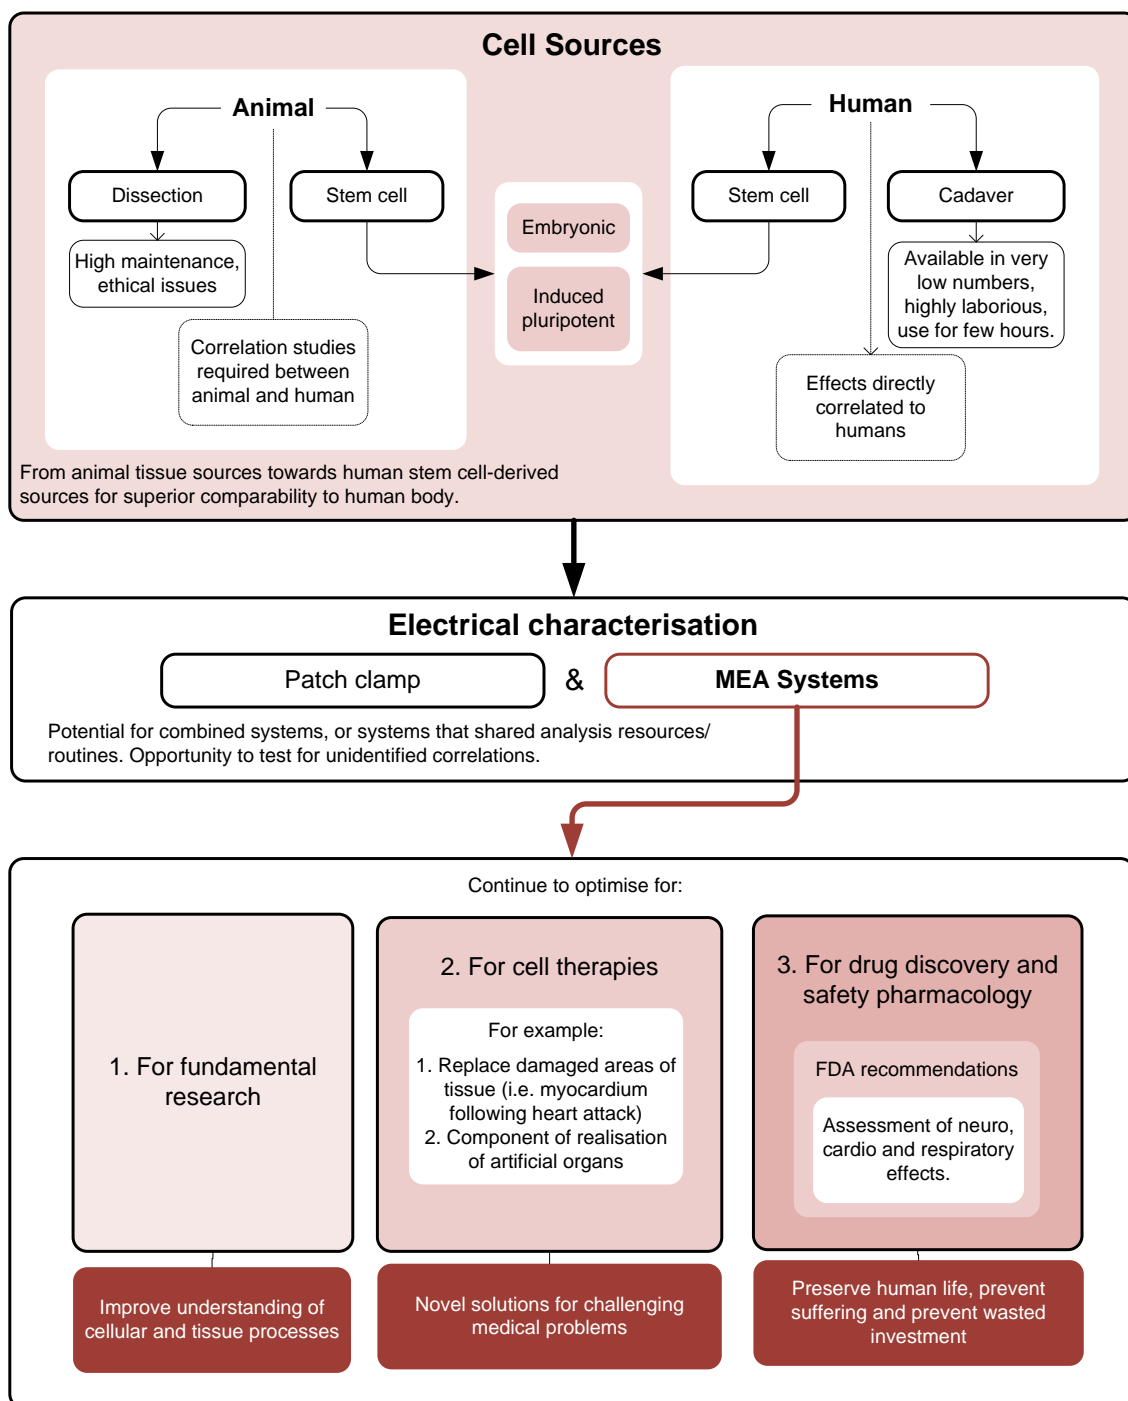 Cell Sources
Animal
Dissection
Stem cell
High maintenance,
ethical issues
Correlation studies
required between
animal and human
Embryonic
Induced
pluripotent
Human
Stem cell
Cadaver
Available in very
low numbers,
highly laborious,
use for few hours.
Effects directly
correlated to
humans
From animal tissue sources towards human stem cell-derived
sources for superior comparability to human body.
Electrical characterisation
Patch clamp
&
MEA Systems
Potential for combined systems, or systems that shared analysis resources/
routines. Opportunity to test for unidentified correlations.
Continue to optimise for:
1. For fundamental
research
Improve understanding of
cellular and tissue processes
2. For cell therapies
For example:
1. Replace damaged areas of
tissue (i.e. myocardium
following heart attack)
2. Component of realisation
of artificial organs
Novel solutions for challenging
medical problems
3. For drug discovery and
safety pharmacology
FDA recommendations
Assessment of neuro,
cardio and respiratory
effects.
Preserve human life, prevent
suffering and prevent wasted
investment